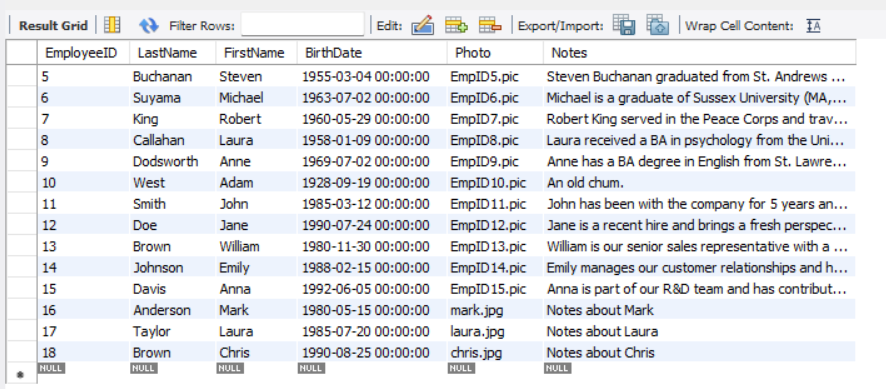 Result Grid Filter Rows: Edit: Export/Import: Wrap Cell Content:
EmployeeID LastName FirstName BirthDate Photo Notes
5 Buchanan Steven 1955-03-04 00:00:00 EmpID5.pic Steven Buchanan graduated from St. Andrews ...
6 Suyama Michael 1963-07-02 00:00:00 EmpID6.pic Michael is a graduate of Sussex University (MA,...
7 King Robert 1960-05-29 00:00:00 EmpID7.pic Robert King served in the Peace Corps and trav...
8 Callahan Laura 1958-01-09 00:00:00 EmpID8.pic Laura received a BA in psychology from the Uni...
9 Dodsworth Anne 1969-07-02 00:00:00 EmpID9.pic Anne has a BA degree in English from St. Lawre...
10 West Adam 1928-09-19 00:00:00 EmpID10.pic An old chum.
11 Smith John 1985-03-12 00:00:00 EmpID11.pic John has been with the company for 5 years an...
12 Doe Jane 1990-07-24 00:00:00 EmpID12.pic Jane is a recent hire and brings a fresh perspec...
13 Brown William 1980-11-30 00:00:00 EmpID13.pic William is our senior sales representative with a ...
14 Johnson Emily 1988-02-15 00:00:00 EmpID14.pic Emily manages our customer relationships and h...
15 Davis Anna 1992-06-05 00:00:00 EmpID15.pic Anna is part of our R&D team and has contribut...
16 Anderson Mark 1980-05-15 00:00:00 mark.jpg Notes about Mark
17 Taylor Laura 1985-07-20 00:00:00 laura.jpg Notes about Laura
18 Brown Chris 1990-08-25 00:00:00 chris.jpg Notes about Chris
NULL NULL NULL NULL NULL NULL